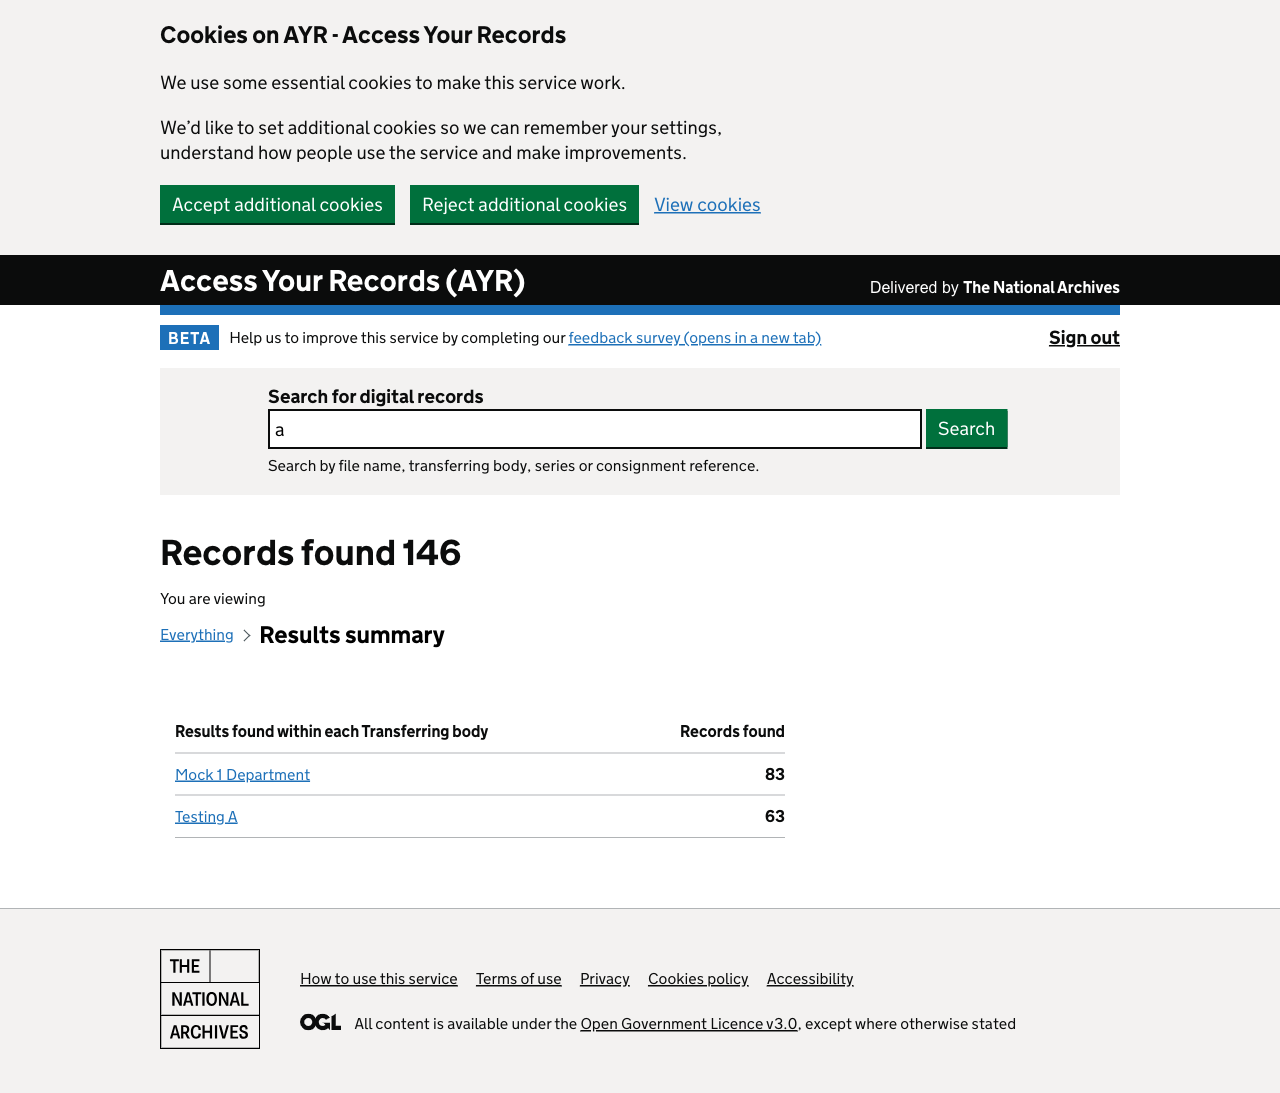 Cookies on AYR - Access Your Records
We use some essential cookies to make this service work.
We’d like to set additional cookies so we can remember your settings,
understand how people use the service and make improvements.
Accept additional cookies Reject additional cookies View cookies
Access Your Records (AYR) Delivered by The National Archives
BETA Help us to improve this service by completing our feedback survey (opens in a new tab) Sign out
Search for digital records
a Search
Search by file name, transferring body, series or consignment reference.
Records found 146
You are viewing
Everything Results summary
Results found within each Transferring body Records found
Mock 1 Department 83
Testing A 63
THE
NATIONAL
ARCHIVES
How to use this service Terms of use Privacy Cookies policy Accessibility
OGL All content is available under the Open Government Licence v3.0, except where otherwise stated